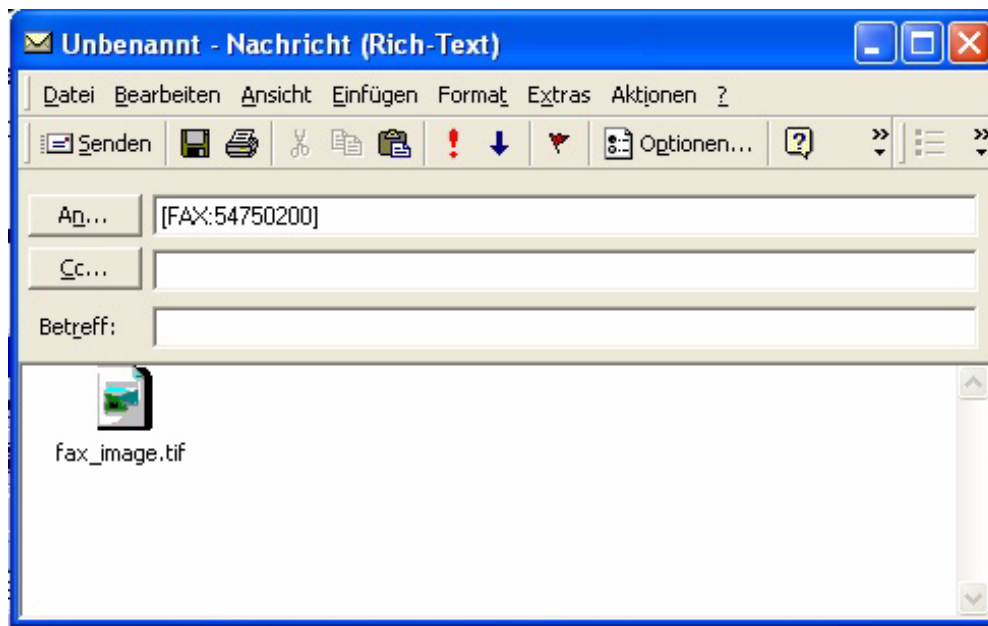 Unbenannt - Nachricht (Rich-Text)
Datei Bearbeiten Ansicht Einfügen Format Extras Aktionen ?
Senden Optionen...
An... [FAX:54750200]
Cc...
Betreff:
fax_image.tif